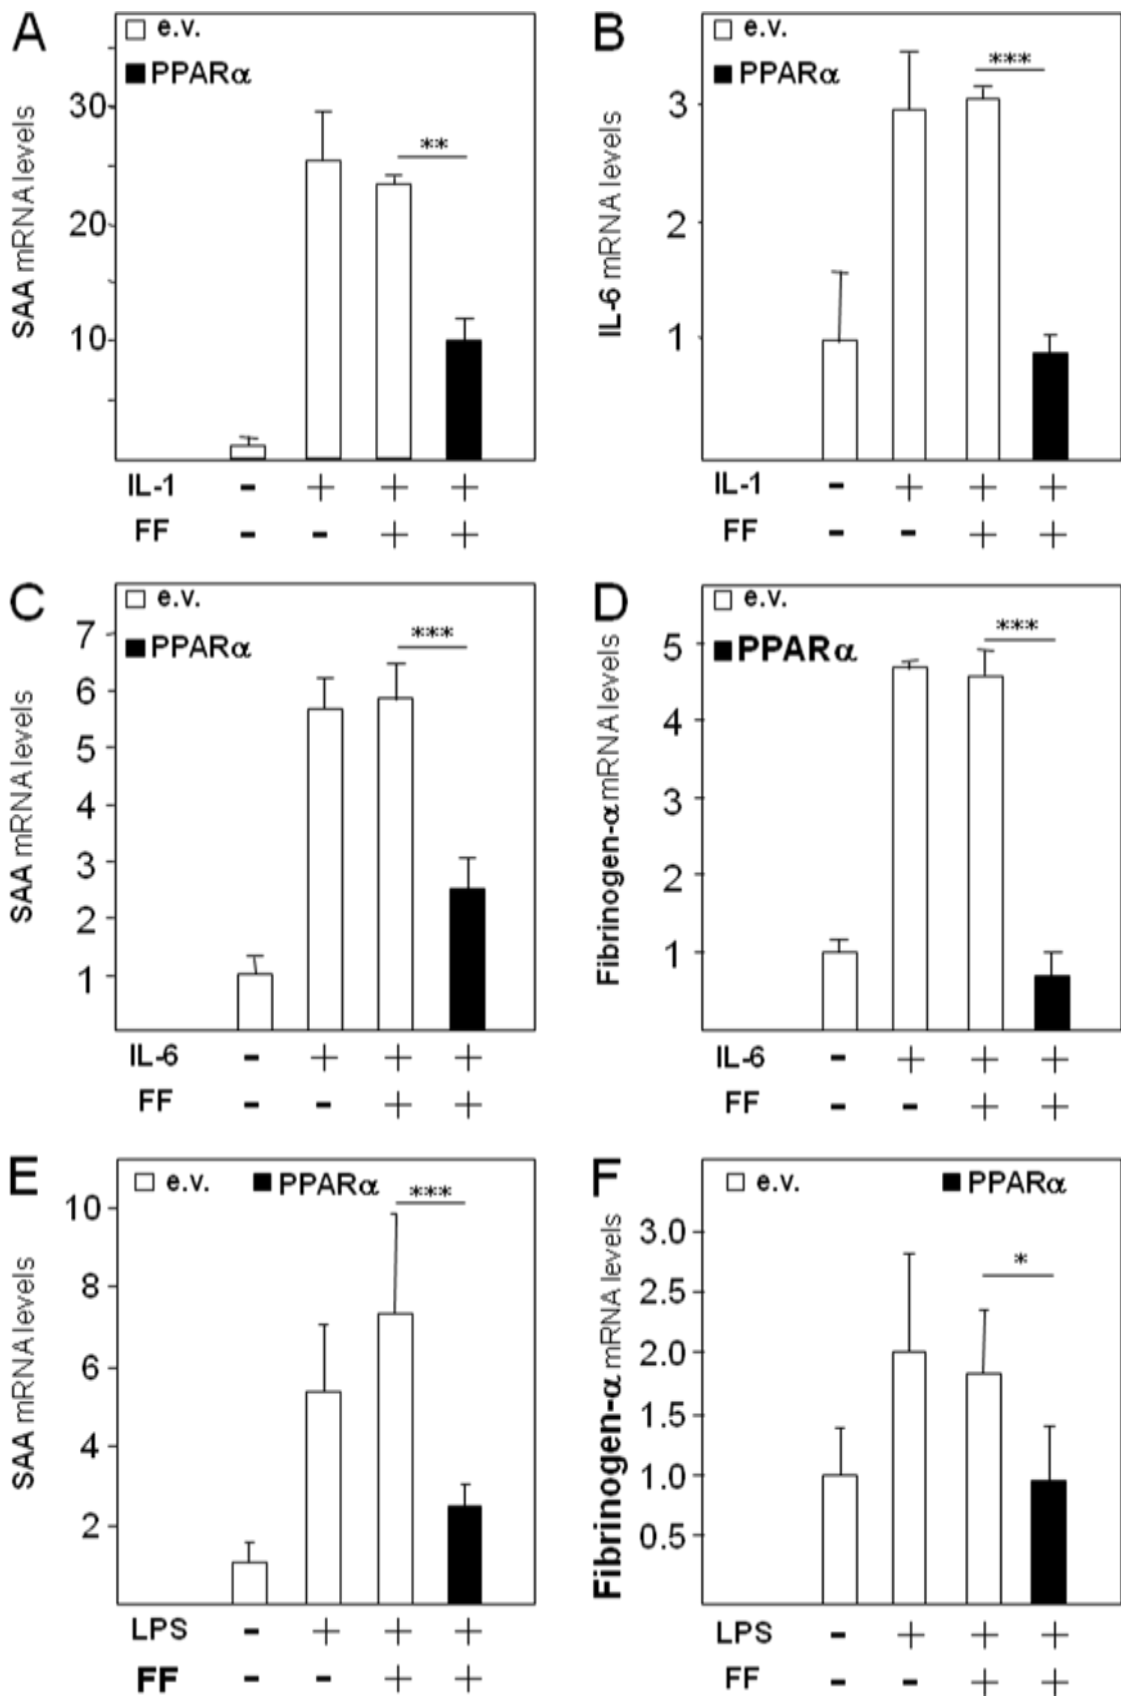 A
e.v.
PPARα
**
SAA mRNA levels
30
20
10
IL-1 - + + +
FF - - + +
B
e.v.
PPARα
***
IL-6 mRNA levels
3
2
1
IL-1 - + + +
FF - - + +
C
e.v.
PPARα
***
SAA mRNA levels
7
6
5
4
3
2
1
IL-6 - + + +
FF - - + +
D
e.v.
PPARα
***
Fibrinogen-α mRNA levels
5
4
3
2
1
IL-6 - + + +
FF - - + +
E
e.v. PPARα
***
SAA mRNA levels
10
8
6
4
2
LPS - + + +
FF - - + +
F
e.v. PPARα
*
Fibrinogen-α mRNA levels
3.0
2.5
2.0
1.5
1.0
0.5
LPS - + + +
FF - - + +